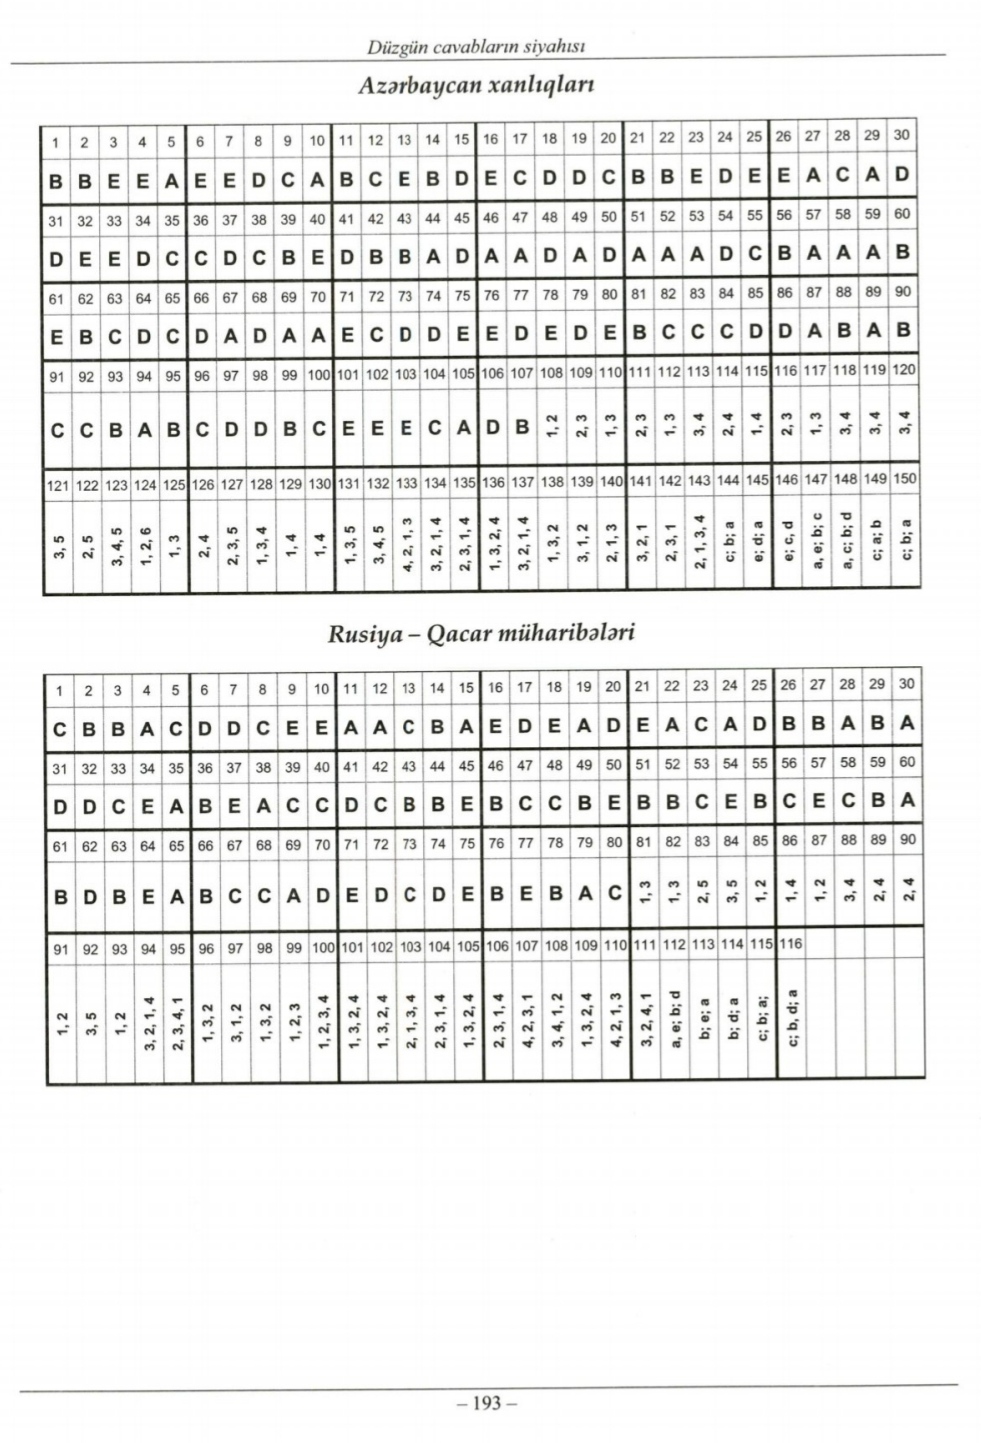 Düzgün cavabların siyahısı
Azərbaycan xanlıqları
1 2 3 4 5 6 7 8 9 10 11 12 13 14 15 16 17 18 19 20 21 22 23 24 25 26 27 28 29 30
B B E E A E E D C A B C E B D E C D D C B B E D E E A C A D
31 32 33 34 35 36 37 38 39 40 41 42 43 44 45 46 47 48 49 50 51 52 53 54 55 56 57 58 59 60
D E E D C C D C B E D B B A D A A D A D A A A D C B A A A B
61 62 63 64 65 66 67 68 69 70 71 72 73 74 75 76 77 78 79 80 81 82 83 84 85 86 87 88 89 90
E B C D C D A D A A E C D D E E D E D E B C C C D D A B A B
91 92 93 94 95 96 97 98 99 100 101 102 103 104 105 106 107 108 109 110 111 112 113 114 115 116 117 118 119 120
C C B A B C D D B C E E E C A D B 1, 2 2, 3 1, 3 2, 3 1, 3 3, 4 2, 4 1, 4 2, 3 1, 3 3, 4 3, 4 3, 4
121 122 123 124 125 126 127 128 129 130 131 132 133 134 135 136 137 138 139 140 141 142 143 144 145 146 147 148 149 150
3, 5 2, 5 3, 4, 5 1, 2, 6 1, 3 2, 4 2, 3, 5 1, 3, 4 1, 4 1, 4 1, 3, 5 3, 4, 5 4, 2, 1, 3 3, 2, 1, 4 2, 3, 1, 4 1, 3, 2, 4 3, 2, 1, 4 1, 3, 2 3, 1, 2 2, 1, 3 3, 2, 1 2, 3, 1 2, 1, 3, 4 c; b; a e; d; a e; c, d a, e; b; c a, c; b; d c; a; b c; b; a
Rusiya – Qacar müharibələri
1 2 3 4 5 6 7 8 9 10 11 12 13 14 15 16 17 18 19 20 21 22 23 24 25 26 27 28 29 30
C B B A C D D C E E A A C B A E D E A D E A C A D B B A B A
31 32 33 34 35 36 37 38 39 40 41 42 43 44 45 46 47 48 49 50 51 52 53 54 55 56 57 58 59 60
D D C E A B E A C C D C B B E B C C B E B B C E B C E C B A
61 62 63 64 65 66 67 68 69 70 71 72 73 74 75 76 77 78 79 80 81 82 83 84 85 86 87 88 89 90
B D B E A B C C A D E D C D E B E B A C 1, 3 1, 3 2, 5 3, 5 1, 2 1, 4 1, 2 3, 4 2, 4 2, 4
91 92 93 94 95 96 97 98 99 100 101 102 103 104 105 106 107 108 109 110 111 112 113 114 115 116
1, 2 3, 5 1, 2 3, 2, 1, 4 2, 3, 4, 1 1, 3, 2 3, 1, 2 1, 3, 2 1, 2, 3 1, 2, 3, 4 1, 3, 2, 4 1, 3, 2, 4 2, 1, 3, 4 2, 3, 1, 4 1, 3, 2, 4 2, 3, 1, 4 4, 2, 3, 1 3, 4, 1, 2 1, 3, 2, 4 4, 2, 1, 3 3, 2, 4, 1 a, e; b; d b; e; a b; d; a c; b; a; c; b, d; a
– 193 –